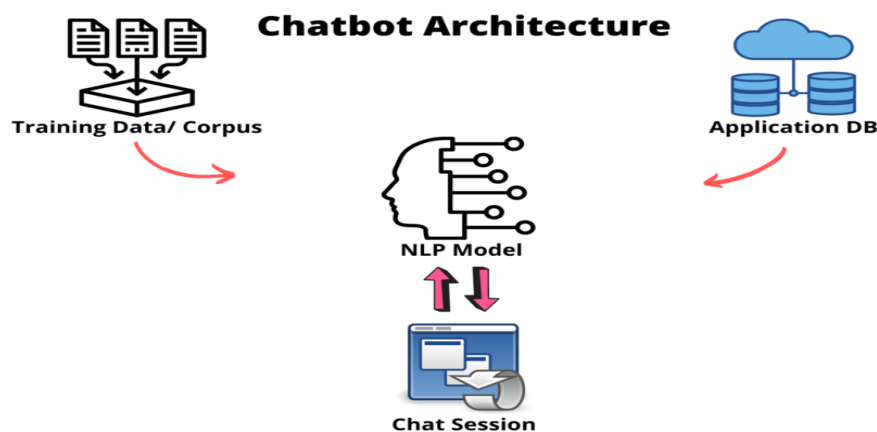 Chatbot Architecture
Training Data/ Corpus
Application DB
NLP Model
Chat Session